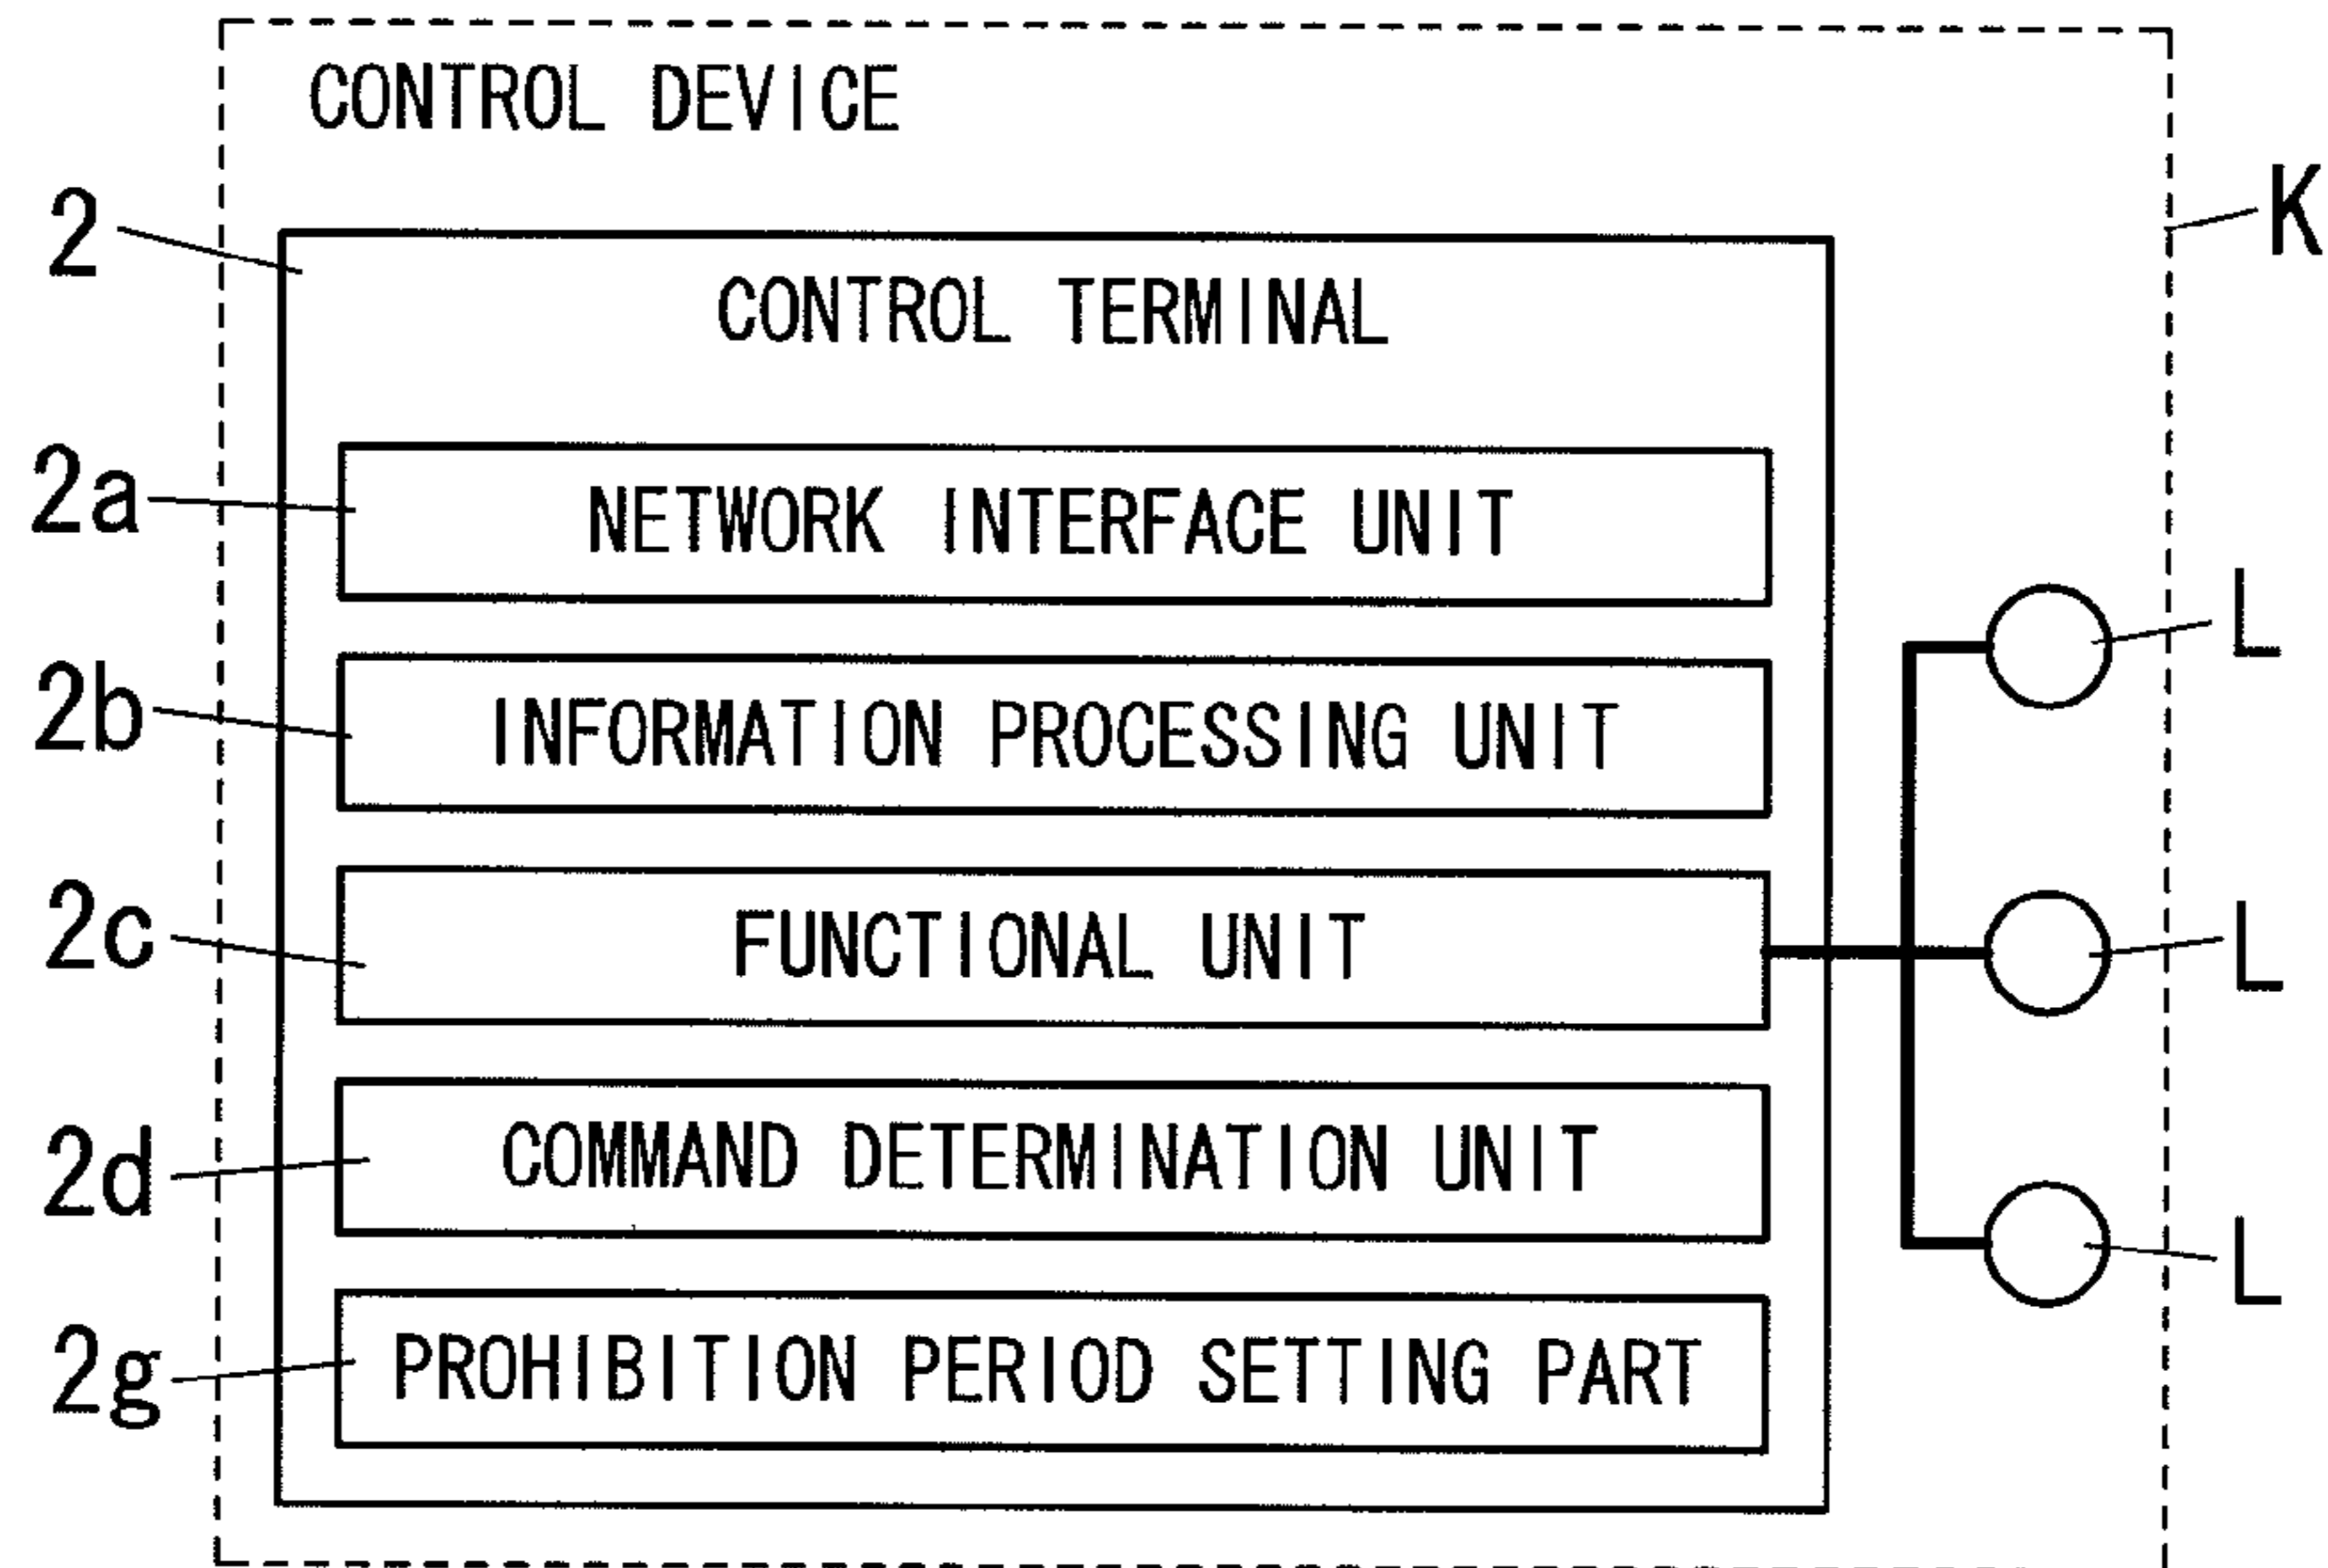 CONTROL DEVICE
K
2
CONTROL TERMINAL
2a
NETWORK INTERFACE UNIT
L
2b
INFORMATION PROCESSING UNIT
2c
FUNCTIONAL UNIT
L
2d
COMMAND DETERMINATION UNIT
L
2g
PROHIBITION PERIOD SETTING PART